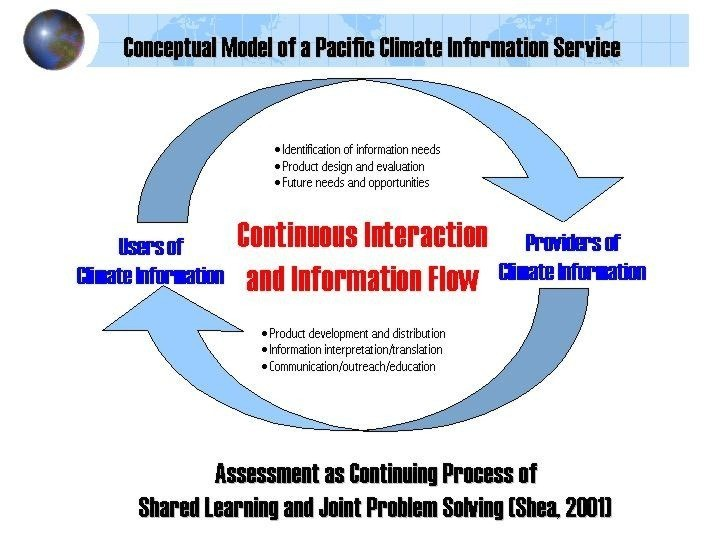 Conceptual Model of a Pacific Climate Information Service
•Identification of information needs
•Product design and evaluation
•Future needs and opportunities
Users of
Climate Information
Continuous Interaction
and Information Flow
Providers of
Climate Information
•Product development and distribution
•Information interpretation/translation
•Communication/outreach/education
Assessment as Continuing Process of
Shared Learning and Joint Problem Solving (Shea, 2001)